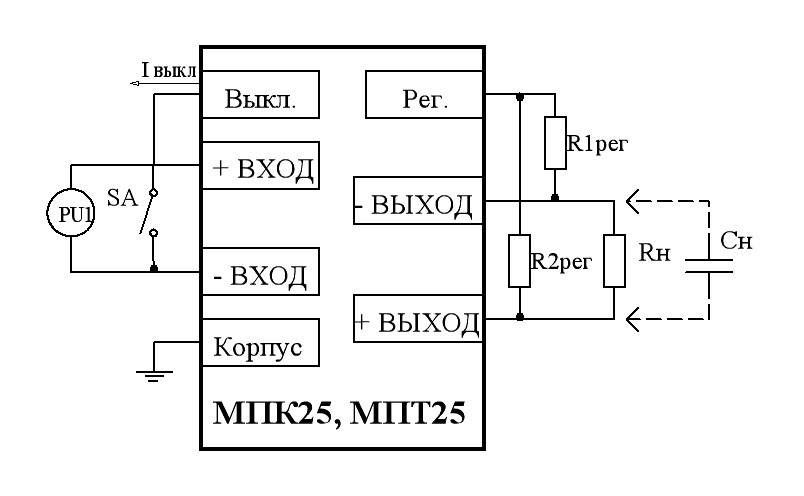 I выкл
Выкл.
Рег.
+ ВХОД
R1рег
SA
PU1
- ВЫХОД
- ВХОД
R2рег
Rн
Cн
+ ВЫХОД
Корпус
МПК25, МПТ25